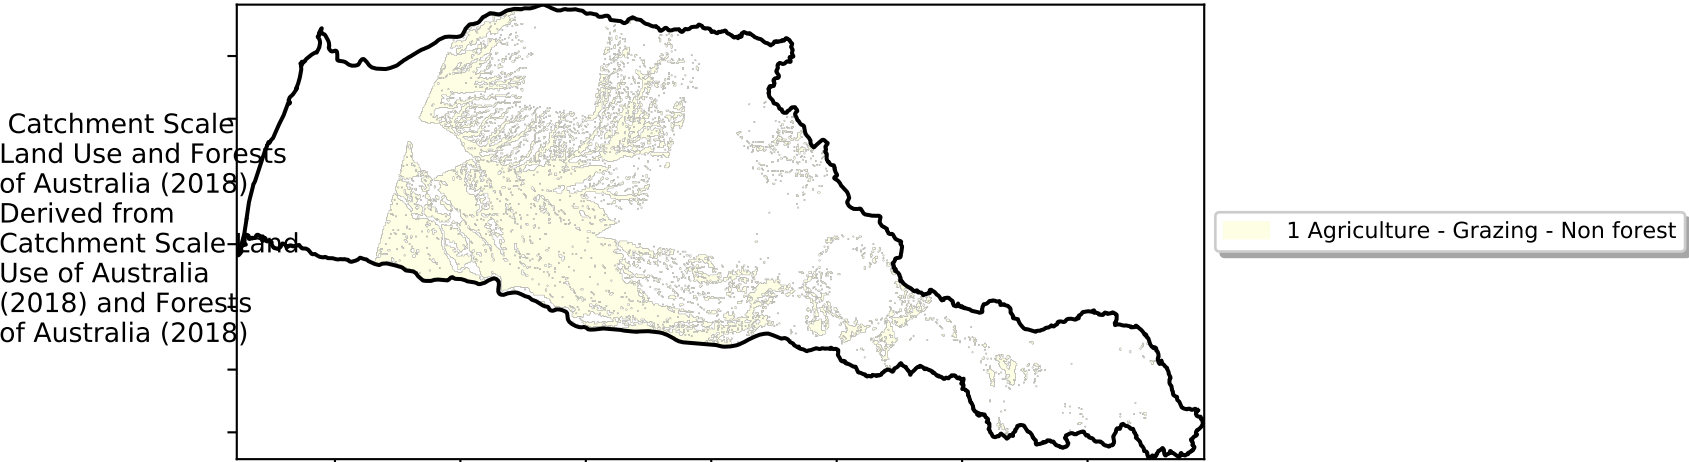 Catchment Scale
Land Use and Forests
of Australia (2018)
Derived from
Catchment Scale Land
Use of Australia
(2018) and Forests
of Australia (2018)
1 Agriculture - Grazing - Non forest